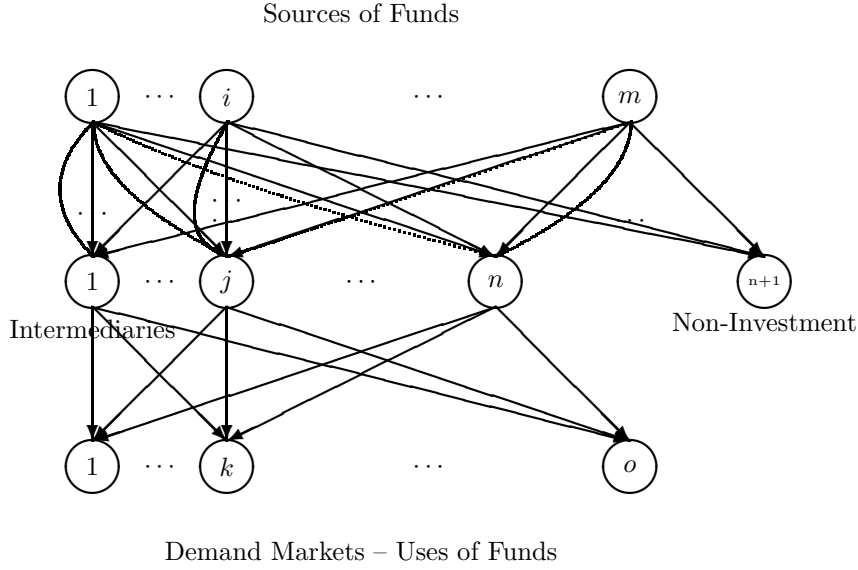 Sources of Funds
1 ··· i ··· m
··· ··· ··
1 ··· j ··· n n+1
Intermediaries Non-Investment
1 ··· k ··· o
Demand Markets – Uses of Funds